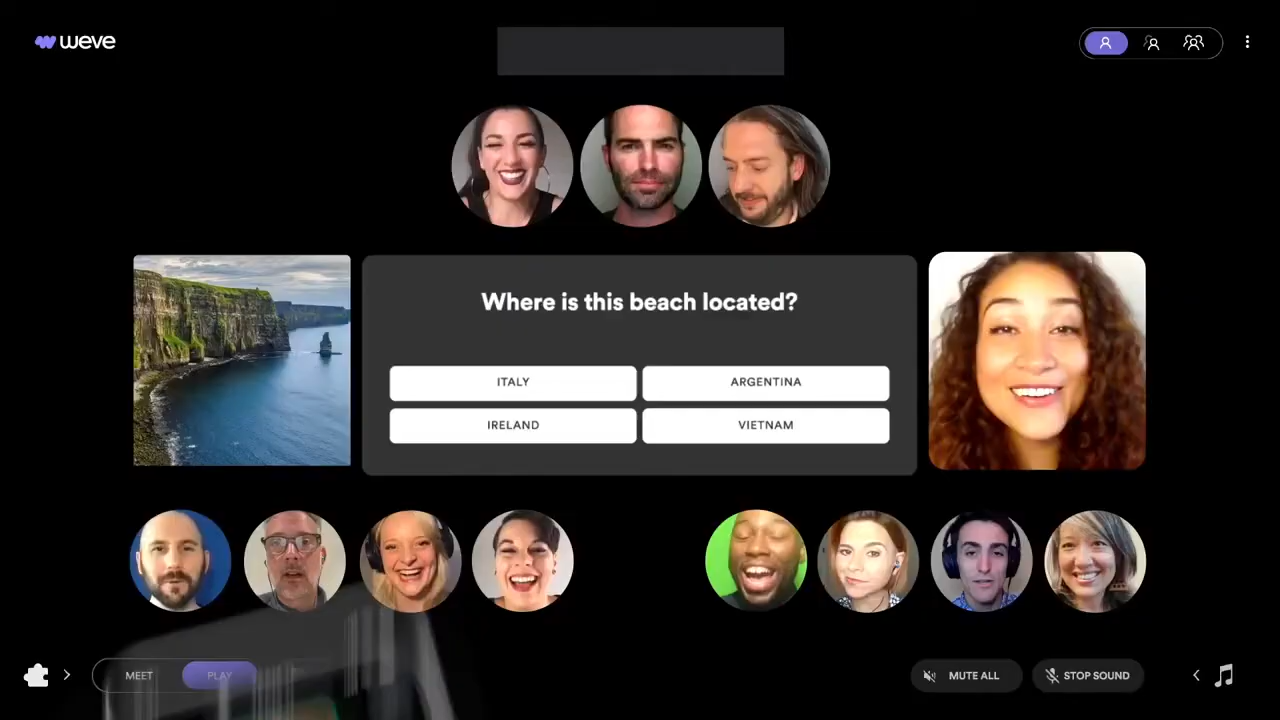 weve
Where is this beach located?
ITALY
ARGENTINA
IRELAND
VIETNAM
MEET
PLAY
MUTE ALL
STOP SOUND